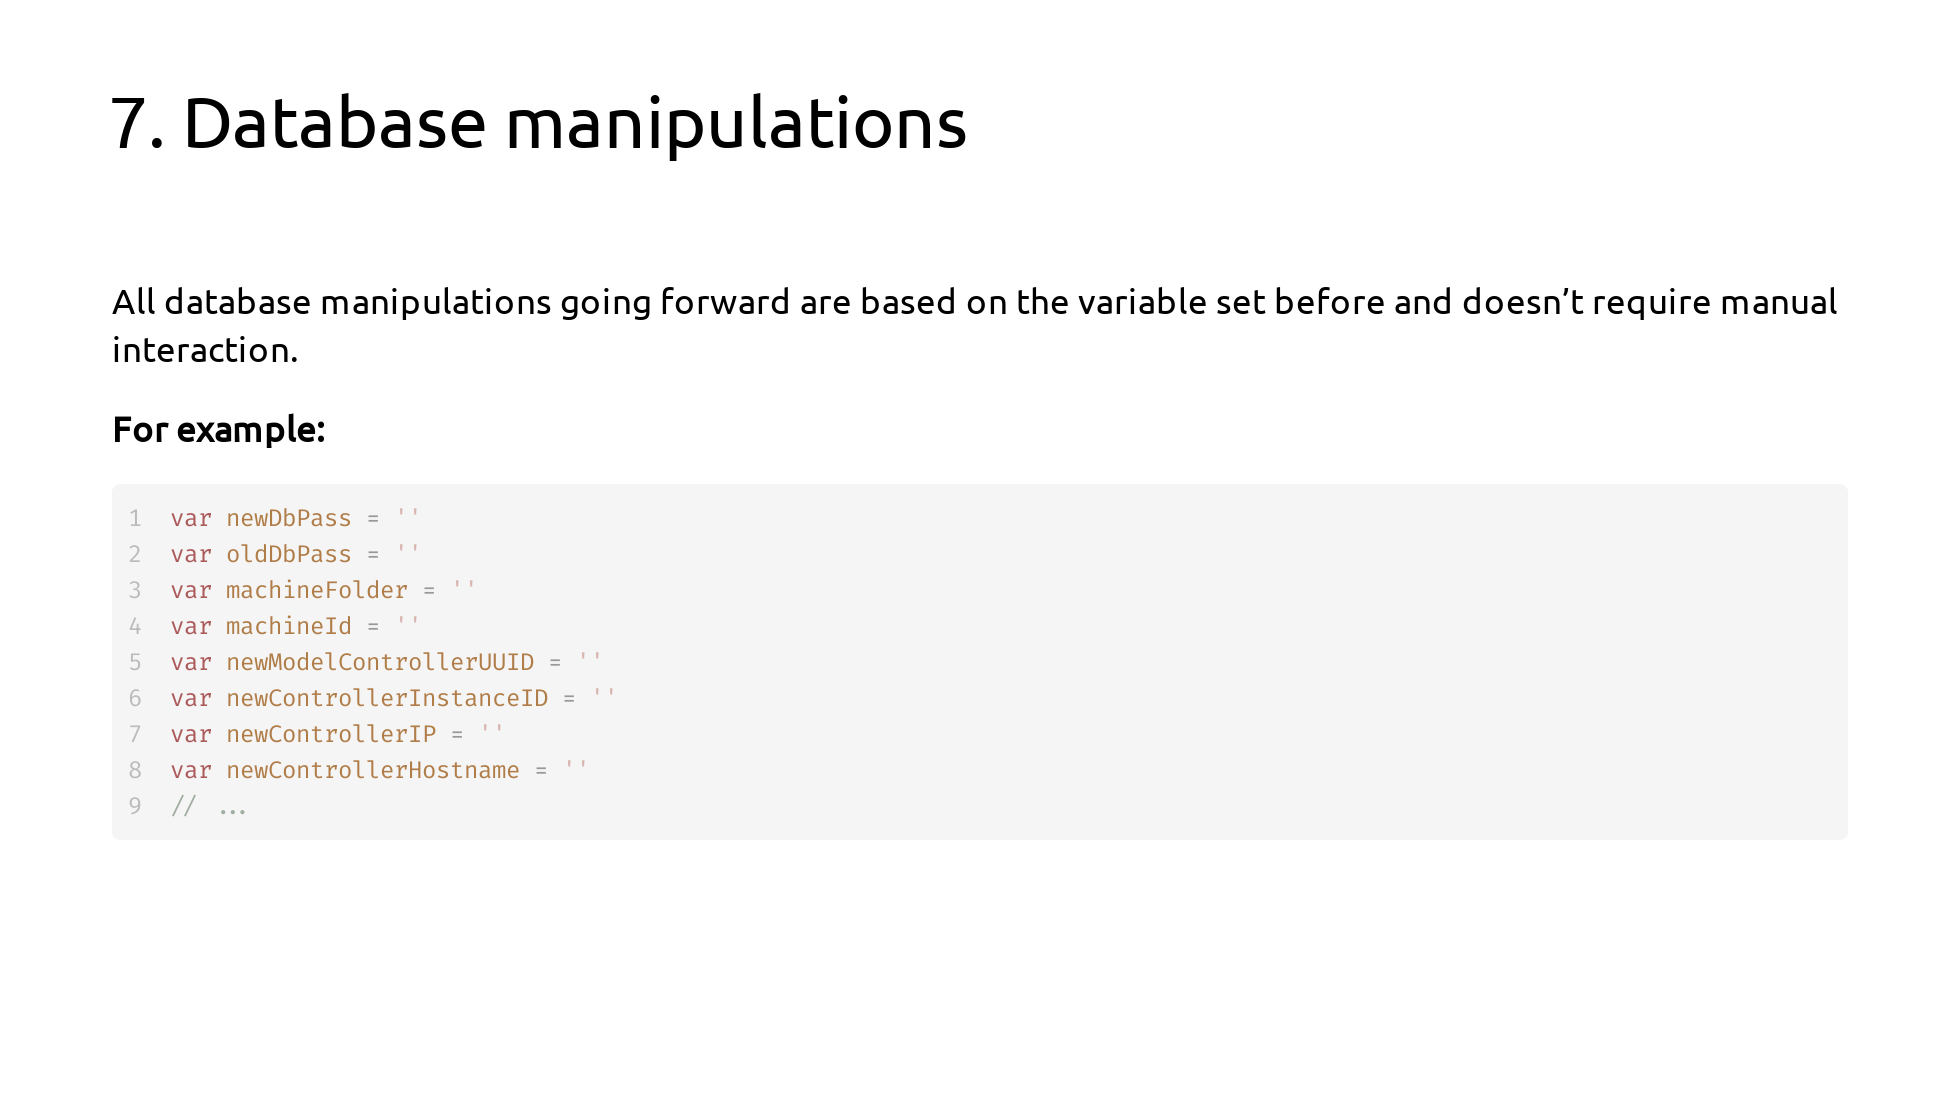 7. Database manipulations
All database manipulations going forward are based on the variable set before and doesn’t require manual
interaction.
For example:
1 var newDbPass = ''
2 var oldDbPass = ''
3 var machineFolder = ''
4 var machineId = ''
5 var newModelControllerUUID = ''
6 var newControllerInstanceID = ''
7 var newControllerIP = ''
8 var newControllerHostname = ''
9 // ...